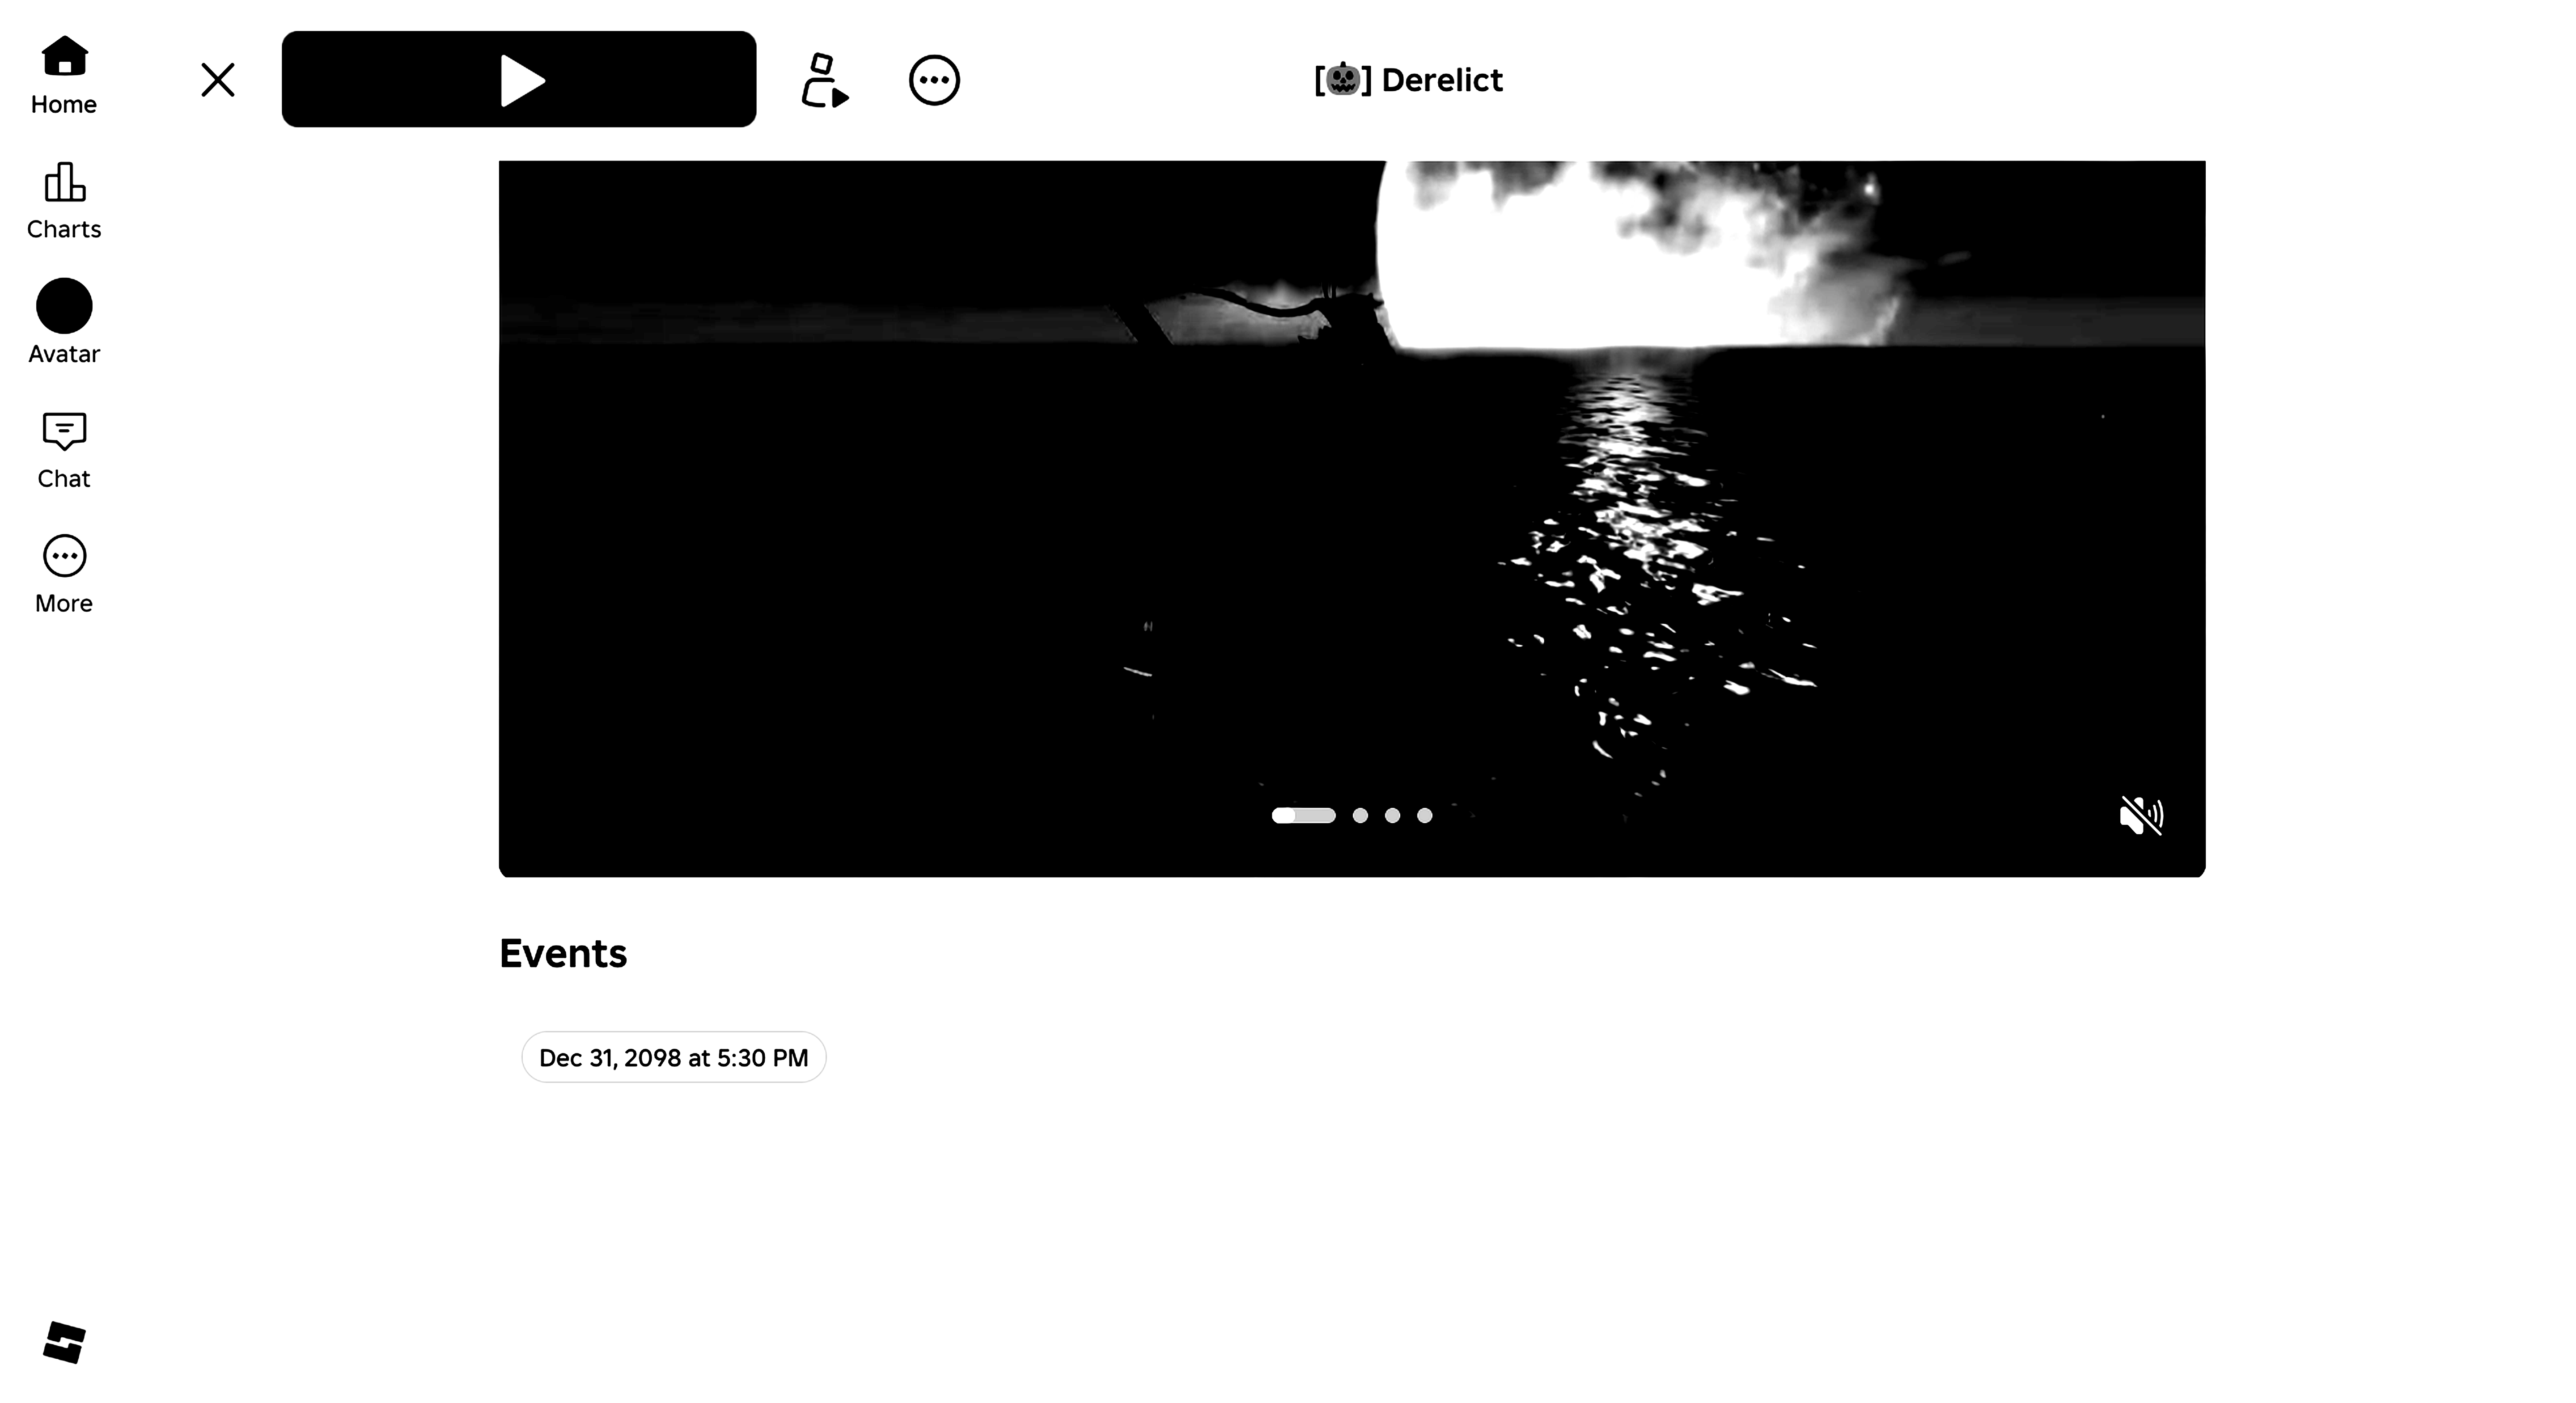 Home
Charts
Avatar
Chat
More
[🎃] Derelict
Events
Dec 31, 2098 at 5:30 PM